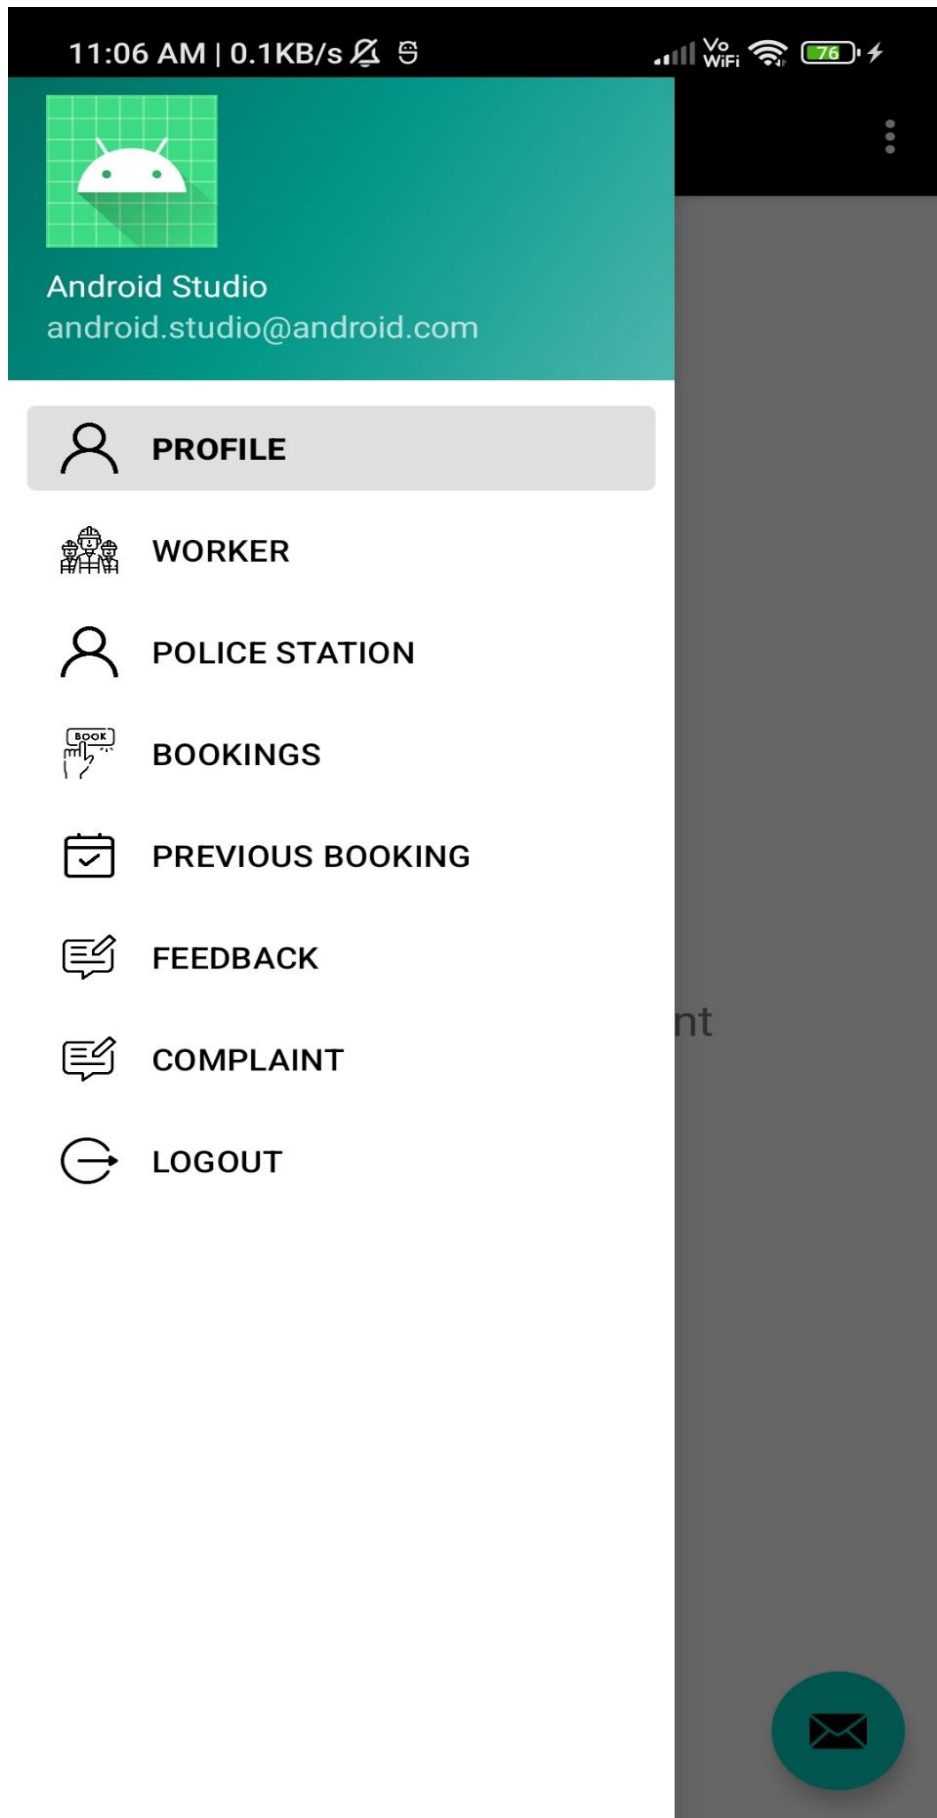 11:06 AM | 0.1KB/s
Vo
WiFi
76
Android Studio
android.studio@android.com
PROFILE
WORKER
POLICE STATION
BOOK
BOOKINGS
PREVIOUS BOOKING
FEEDBACK
nt
COMPLAINT
LOGOUT